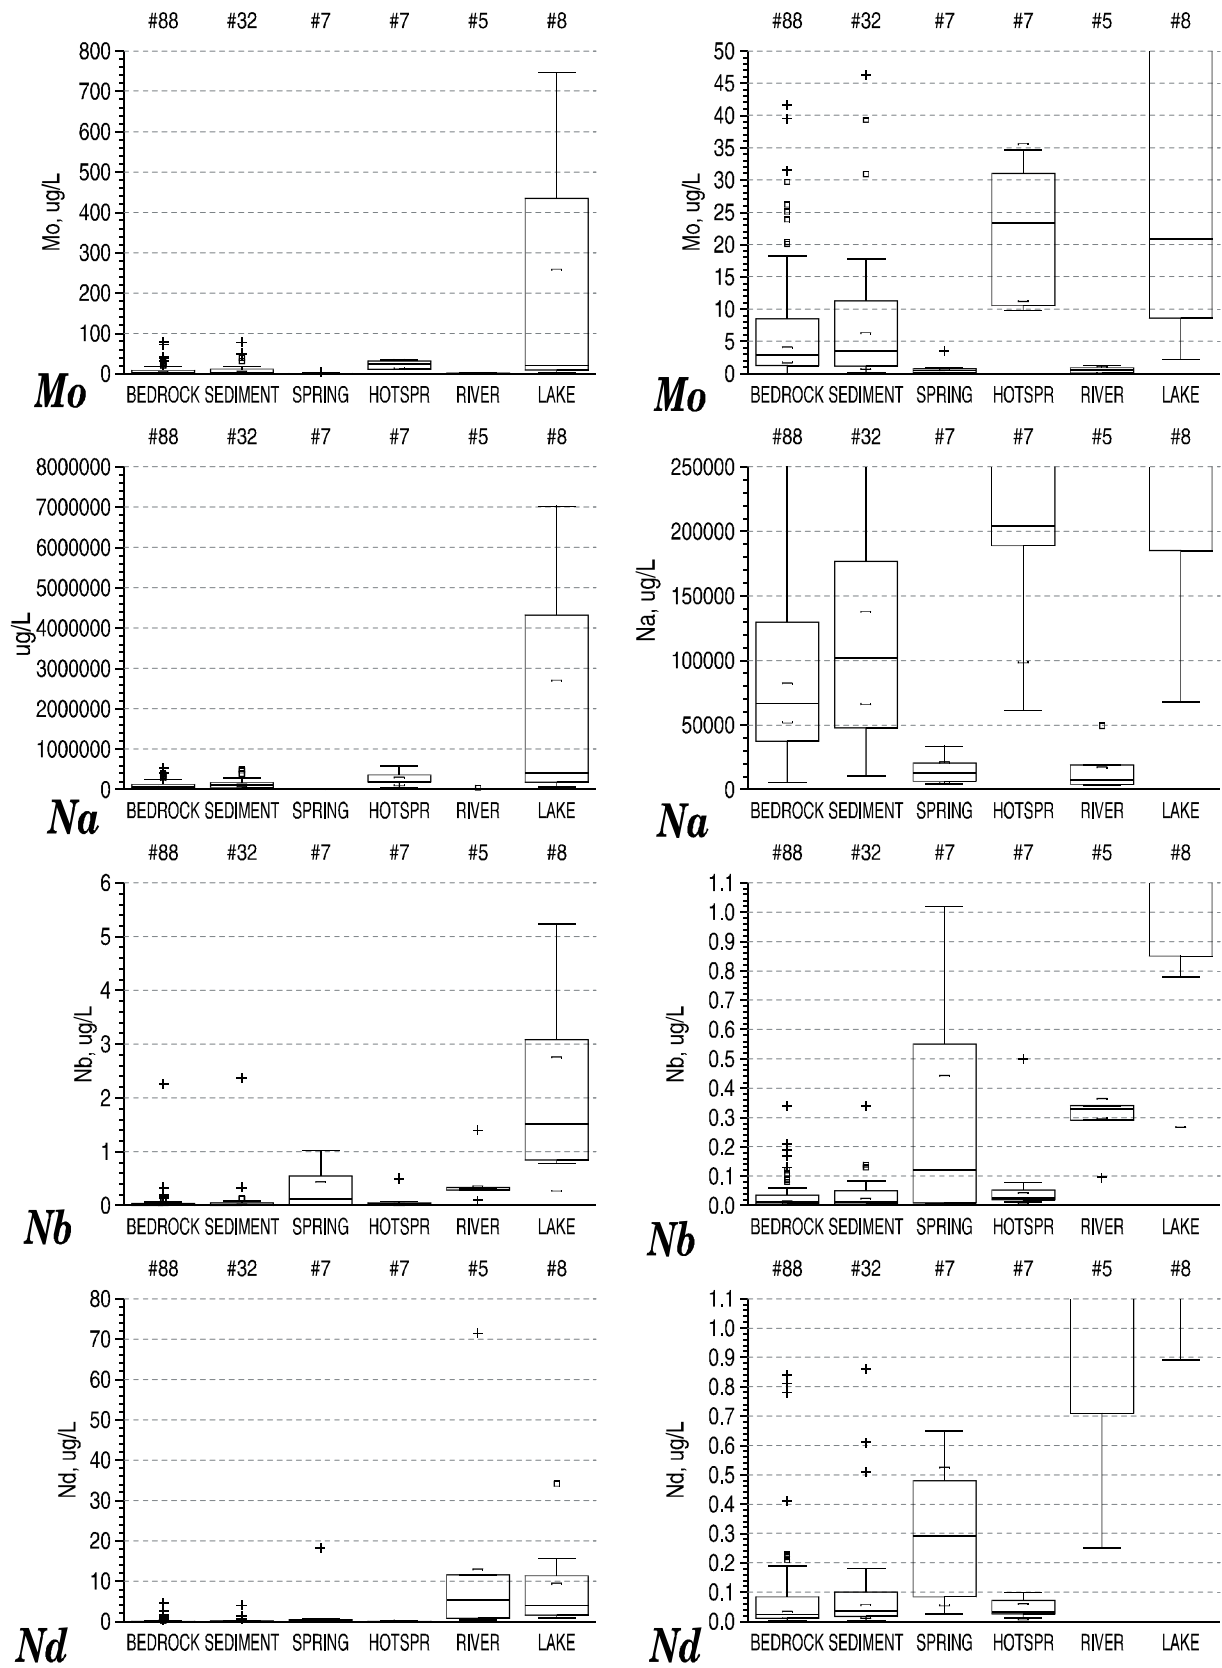 #88 #32 #7 #7 #5 #8
800
700
600
500
400
300
200
100
0
Mo, ug/L
BEDROCK SEDIMENT SPRING HOTSPR RIVER LAKE
Mo
#88 #32 #7 #7 #5 #8
50
45
40
35
30
25
20
15
10
5
0
Mo, ug/L
BEDROCK SEDIMENT SPRING HOTSPR RIVER LAKE
Mo
#88 #32 #7 #7 #5 #8
8000000
7000000
6000000
5000000
4000000
3000000
2000000
1000000
0
ug/L
BEDROCK SEDIMENT SPRING HOTSPR RIVER LAKE
Na
#88 #32 #7 #7 #5 #8
250000
200000
150000
100000
50000
0
Na, ug/L
BEDROCK SEDIMENT SPRING HOTSPR RIVER LAKE
Na
#88 #32 #7 #7 #5 #8
6
5
4
3
2
1
0
Nb, ug/L
BEDROCK SEDIMENT SPRING HOTSPR RIVER LAKE
Nb
#88 #32 #7 #7 #5 #8
1.1
1.0
0.9
0.8
0.7
0.6
0.5
0.4
0.3
0.2
0.1
0.0
Nb, ug/L
BEDROCK SEDIMENT SPRING HOTSPR RIVER LAKE
Nb
#88 #32 #7 #7 #5 #8
80
70
60
50
40
30
20
10
0
Nd, ug/L
BEDROCK SEDIMENT SPRING HOTSPR RIVER LAKE
Nd
#88 #32 #7 #7 #5 #8
1.1
1.0
0.9
0.8
0.7
0.6
0.5
0.4
0.3
0.2
0.1
0.0
Nd, ug/L
BEDROCK SEDIMENT SPRING HOTSPR RIVER LAKE
Nd